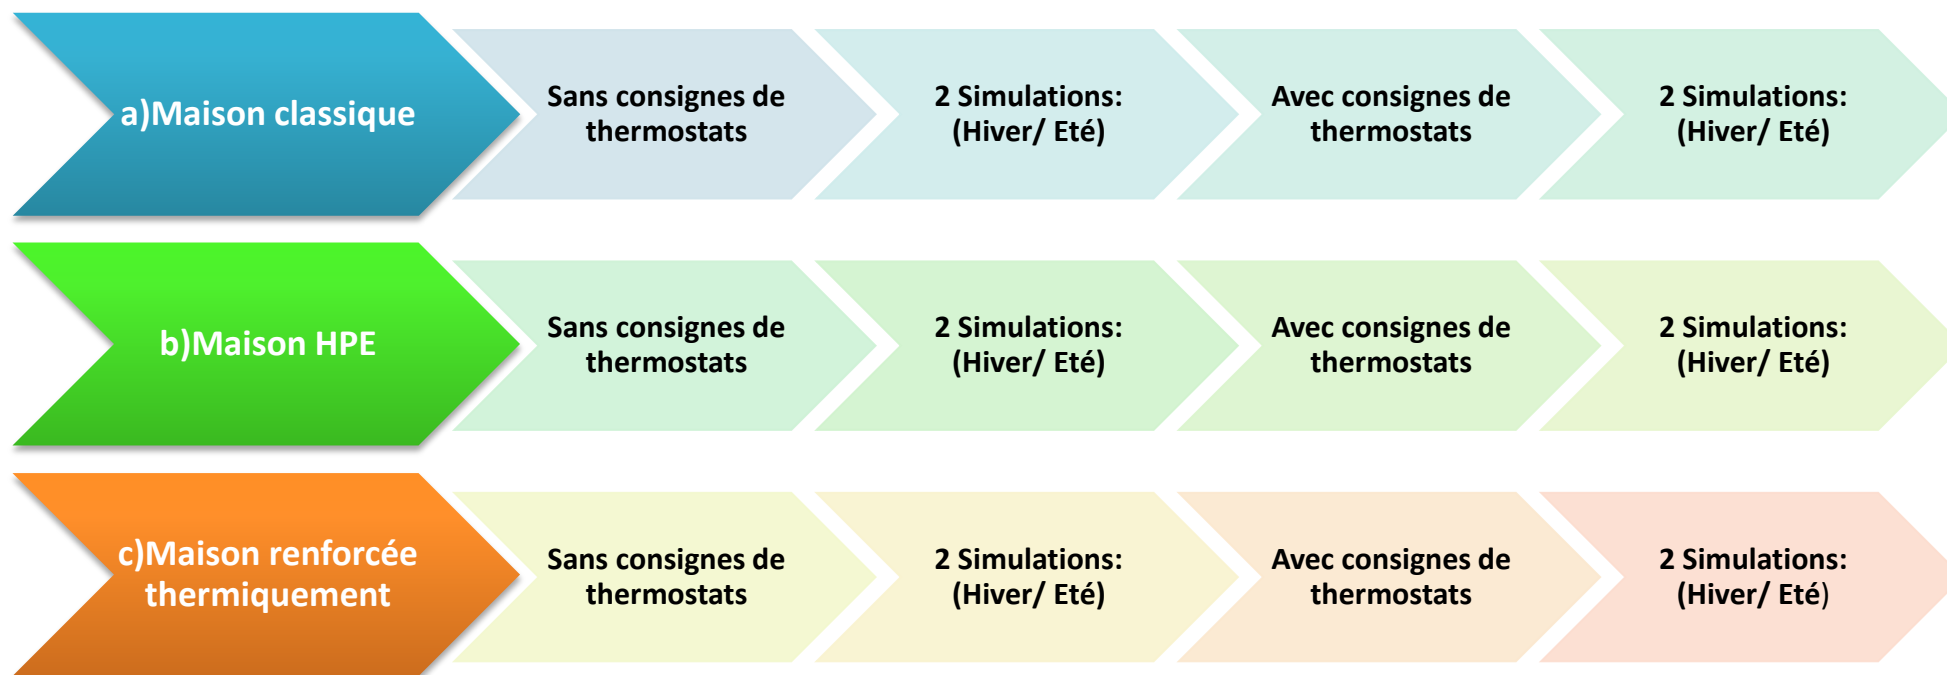 a)Maison classique
Sans consignes de
thermostats
2 Simulations:
(Hiver/ Eté)
Avec consignes de
thermostats
2 Simulations:
(Hiver/ Eté)
b)Maison HPE
Sans consignes de
thermostats
2 Simulations:
(Hiver/ Eté)
Avec consignes de
thermostats
2 Simulations:
(Hiver/ Eté)
c)Maison renforcée
thermiquement
Sans consignes de
thermostats
2 Simulations:
(Hiver/ Eté)
Avec consignes de
thermostats
2 Simulations:
(Hiver/ Eté)